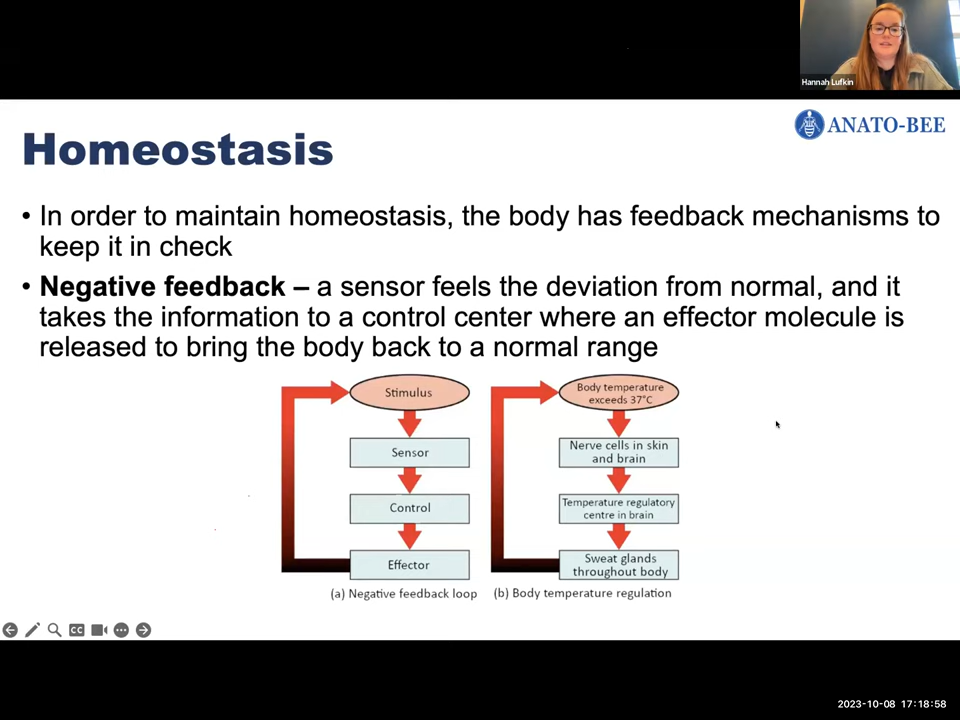 Hannah Lufkin
ANATO-BEE
Homeostasis
• In order to maintain homeostasis, the body has feedback mechanisms to
keep it in check
• Negative feedback – a sensor feels the deviation from normal, and it
takes the information to a control center where an effector molecule is
released to bring the body back to a normal range
Stimulus
Sensor
Control
Effector
(a) Negative feedback loop
Body temperature
exceeds 37°C
Nerve cells in skin
and brain
Temperature regulatory
centre in brain
Sweat glands
throughout body
(b) Body temperature regulation
CC
2023-10-08 17:18:58